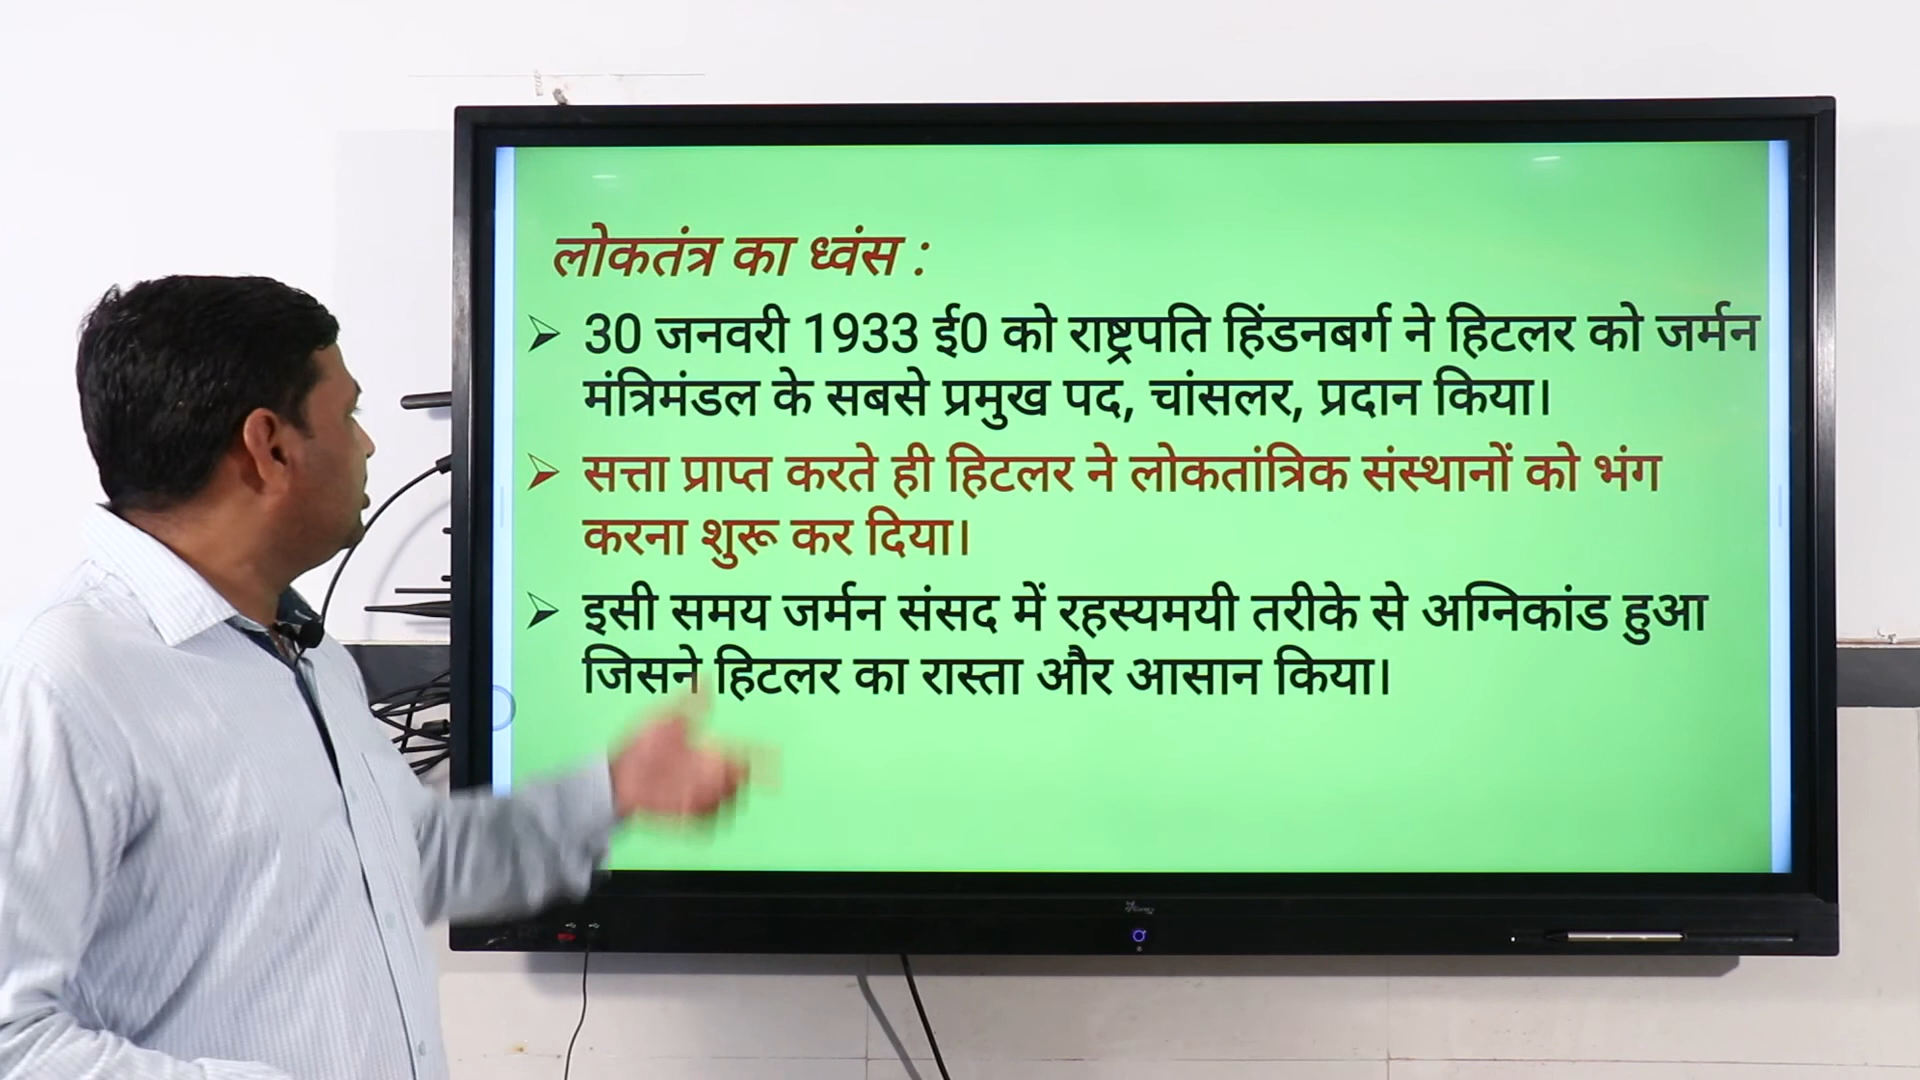 लोकतंत्र का ध्वंस :
30 जनवरी 1933 ई0 को राष्ट्रपति हिंडनबर्ग ने हिटलर को जर्मन
मंत्रिमंडल के सबसे प्रमुख पद, चांसलर, प्रदान किया।
सत्ता प्राप्त करते ही हिटलर ने लोकतांत्रिक संस्थानों को भंग
करना शुरू कर दिया।
इसी समय जर्मन संसद में रहस्यमयी तरीके से अग्निकांड हुआ
जिसने हिटलर का रास्ता और आसान किया।